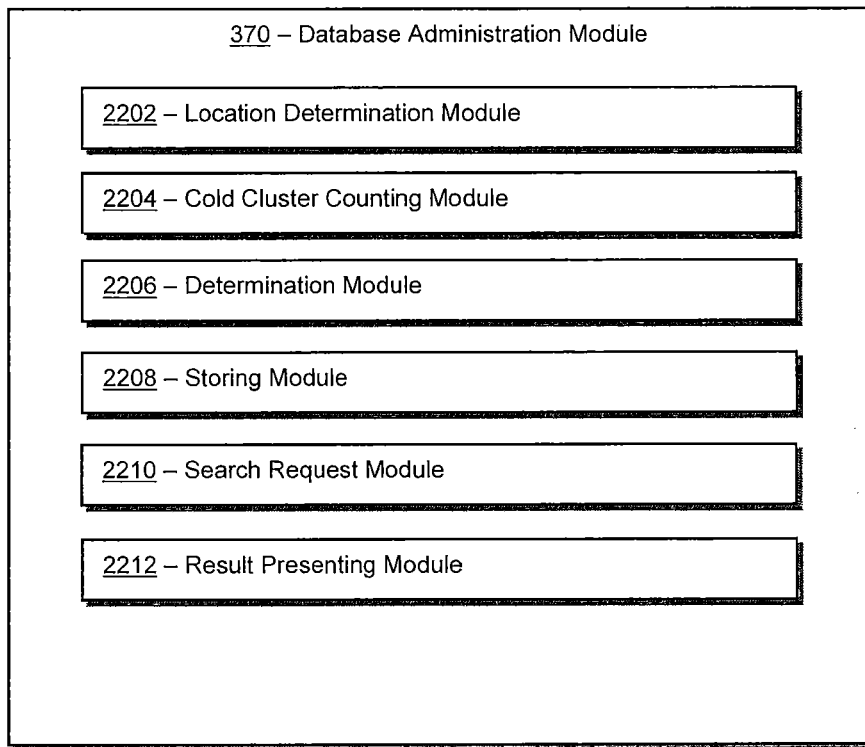 370 – Database Administration Module
2202 – Location Determination Module
2204 – Cold Cluster Counting Module
2206 – Determination Module
2208 – Storing Module
2210 – Search Request Module
2212 – Result Presenting Module